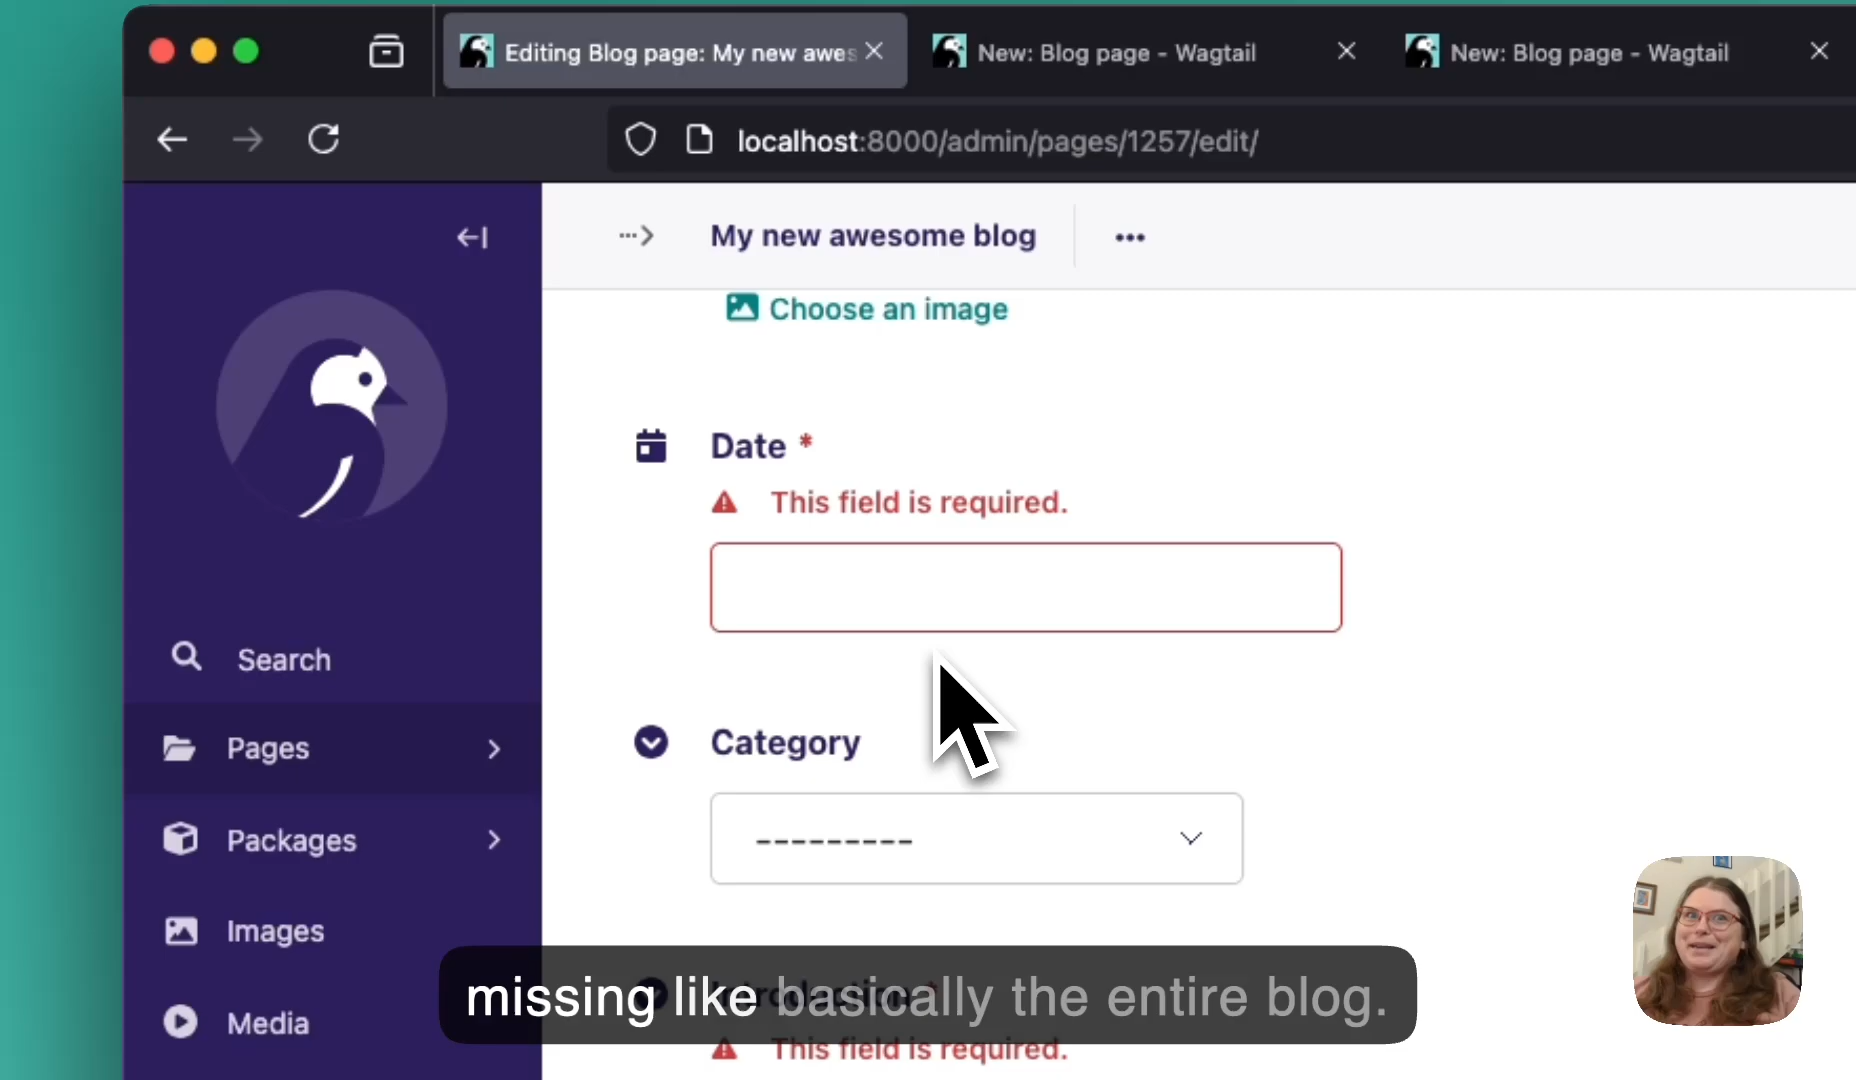 Editing Blog page: My new awes
New: Blog page - Wagtail
New: Blog page - Wagtail
localhost:8000/admin/pages/1257/edit/
My new awesome blog
Choose an image
Date *
This field is required.
Search
Pages
Category
---------
Packages
Images
Introduction *
missing like basically the entire blog.
Media
This field is required.